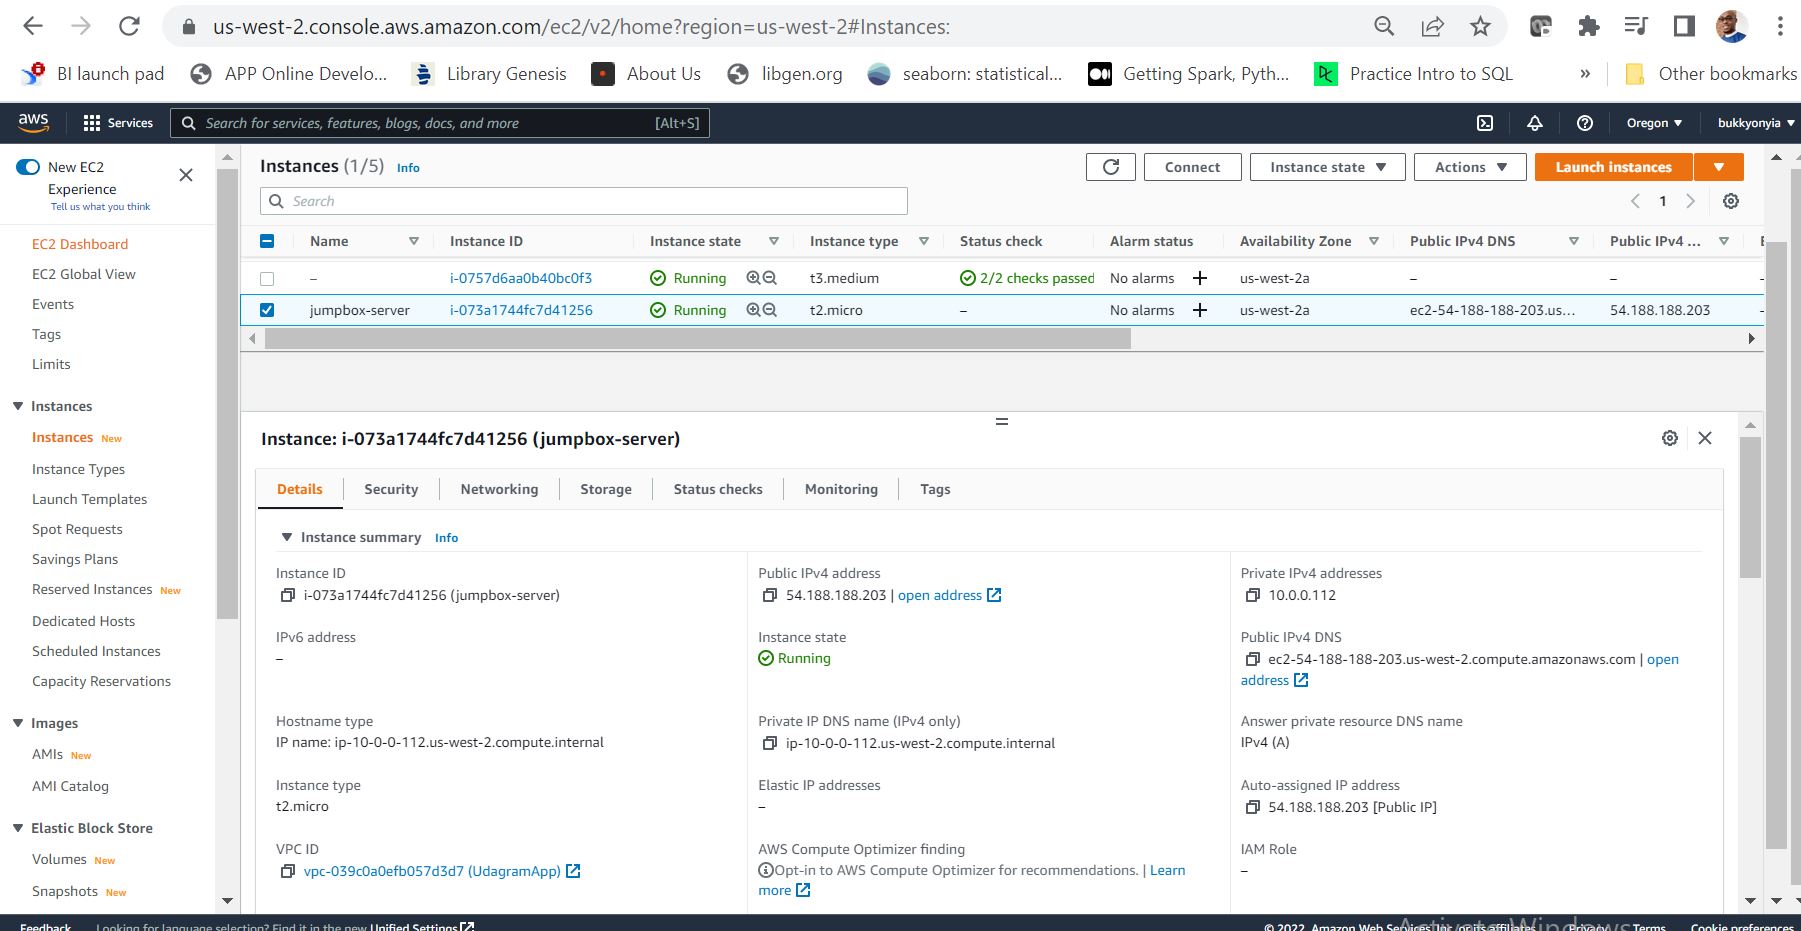 us-west-2.console.aws.amazon.com/ec2/v2/home?region=us-west-2#Instances:
BI launch pad APP Online Develo... Library Genesis About Us libgen.org seaborn: statistical... Getting Spark, Pyth... Practice Intro to SQL » Other bookmarks
aws Services Search for services, features, blogs, docs, and more [Alt+S] Oregon bukkyonyia
New EC2
Experience
Tell us what you think
EC2 Dashboard
EC2 Global View
Events
Tags
Limits
Instances
Instances New
Instance Types
Launch Templates
Spot Requests
Savings Plans
Reserved Instances New
Dedicated Hosts
Scheduled Instances
Capacity Reservations
Images
AMIs New
AMI Catalog
Elastic Block Store
Volumes New
Snapshots New
Instances (1/5) Info Connect Instance state Actions Launch instances
Search 1
Name Instance ID Instance state Instance type Status check Alarm status Availability Zone Public IPv4 DNS Public IPv4 ...
– i-0757d6aa0b40bc0f3 Running t3.medium 2/2 checks passed No alarms + us-west-2a – –
jumpbox-server i-073a1744fc7d41256 Running t2.micro – No alarms + us-west-2a ec2-54-188-188-203.us... 54.188.188.203
Instance: i-073a1744fc7d41256 (jumpbox-server)
Details Security Networking Storage Status checks Monitoring Tags
Instance summary Info
Instance ID
i-073a1744fc7d41256 (jumpbox-server)
Public IPv4 address
54.188.188.203 | open address
Private IPv4 addresses
10.0.0.112
IPv6 address
–
Instance state
Running
Public IPv4 DNS
ec2-54-188-188-203.us-west-2.compute.amazonaws.com | open
address
Hostname type
IP name: ip-10-0-0-112.us-west-2.compute.internal
Private IP DNS name (IPv4 only)
ip-10-0-0-112.us-west-2.compute.internal
Answer private resource DNS name
IPv4 (A)
Instance type
t2.micro
Elastic IP addresses
–
Auto-assigned IP address
54.188.188.203 [Public IP]
VPC ID
vpc-039c0a0efb057d3d7 (UdagramApp)
AWS Compute Optimizer finding
Opt-in to AWS Compute Optimizer for recommendations. | Learn
more
IAM Role
–
Feedback Looking for language selection? Find it in the new Unified Settings © 2022, Amazon Web Services, Inc. or its affiliates. Privacy Terms Cookie preferences
Activate Windows